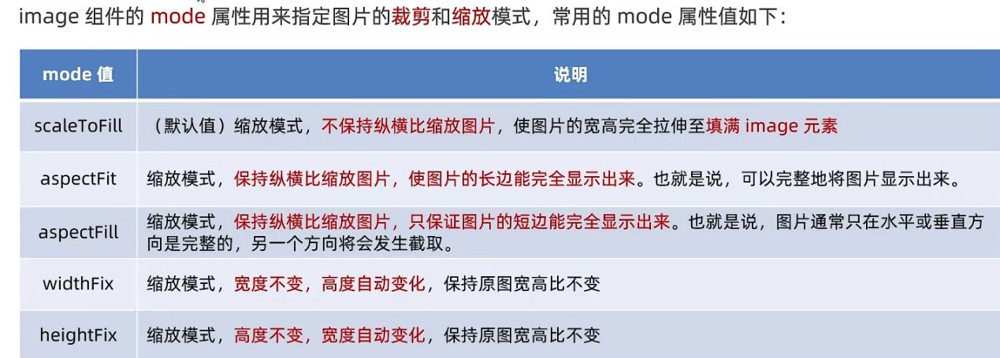 image 组件的 mode 属性用来指定图片的裁剪和缩放模式，常用的 mode 属性值如下：
mode 值 说明
scaleToFill （默认值）缩放模式，不保持纵横比缩放图片，使图片的宽高完全拉伸至填满 image 元素
aspectFit 缩放模式，保持纵横比缩放图片，使图片的长边能完全显示出来。也就是说，可以完整地将图片显示出来。
aspectFill 缩放模式，保持纵横比缩放图片，只保证图片的短边能完全显示出来。也就是说，图片通常只在水平或垂直方
向是完整的，另一个方向将会发生截取。
widthFix 缩放模式，宽度不变，高度自动变化，保持原图宽高比不变
heightFix 缩放模式，高度不变，宽度自动变化，保持原图宽高比不变